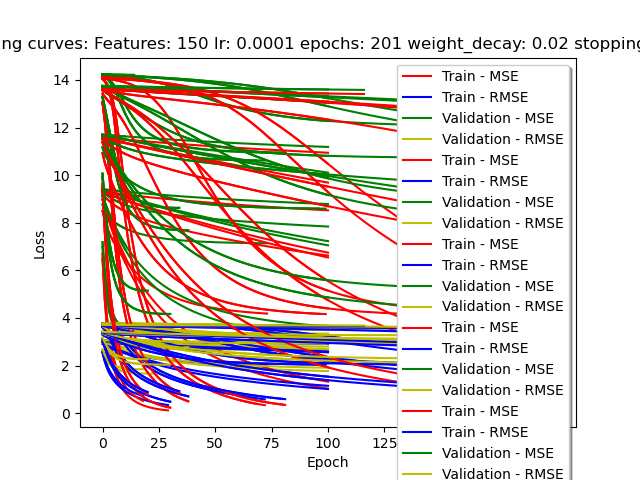 ng curves: Features: 150 lr: 0.0001 epochs: 201 weight_decay: 0.02 stopping
Loss
14
12
10
8
6
4
2
0
0
25
50
75
100
125
Epoch
Train - MSE
Train - RMSE
Validation - MSE
Validation - RMSE
Train - MSE
Train - RMSE
Validation - MSE
Validation - RMSE
Train - MSE
Train - RMSE
Validation - MSE
Validation - RMSE
Train - MSE
Train - RMSE
Validation - MSE
Validation - RMSE
Train - MSE
Train - RMSE
Validation - MSE
Validation - RMSE